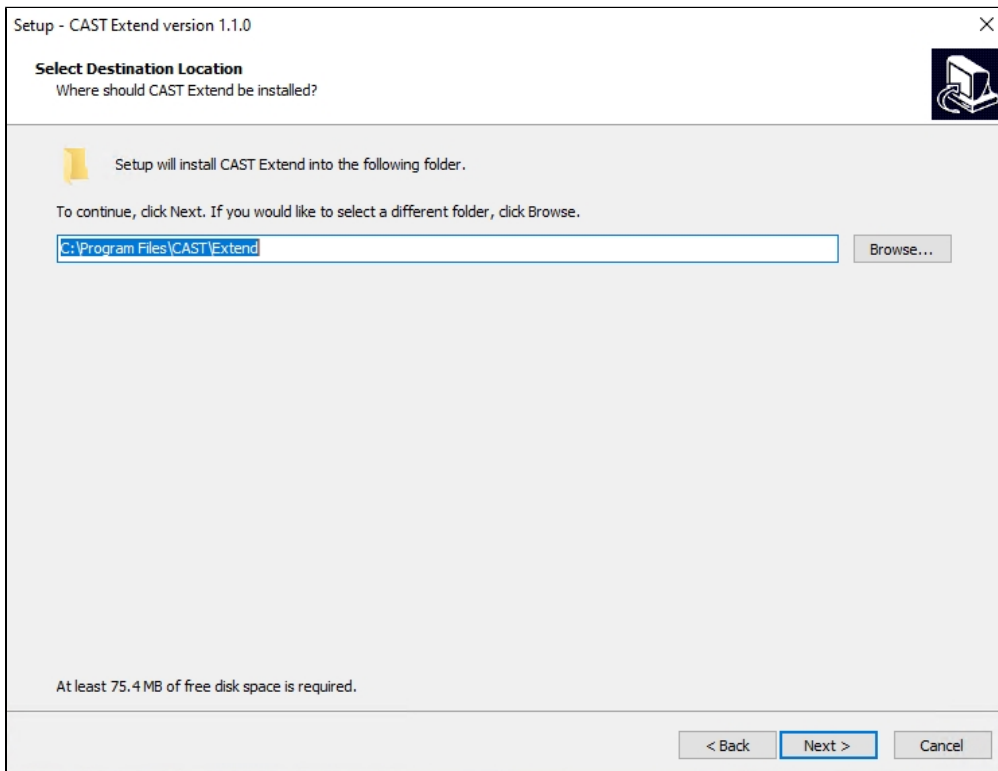 Setup - CAST Extend version 1.1.0
Select Destination Location
Where should CAST Extend be installed?
Setup will install CAST Extend into the following folder.
To continue, click Next. If you would like to select a different folder, click Browse.
C:\Program Files\CAST\Extend
Browse...
At least 75.4 MB of free disk space is required.
< Back
Next >
Cancel